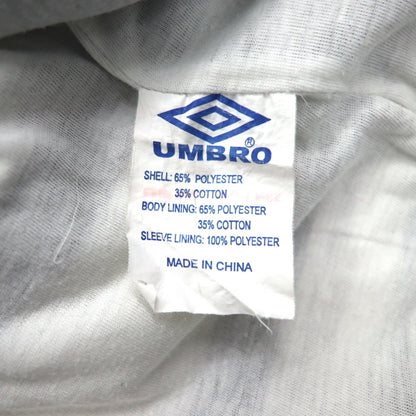 UMBRO®
SHELL: 65% POLYESTER
35% COTTON
BODY LINING: 65% POLYESTER
35% COTTON
SLEEVE LINING: 100% POLYESTER
MADE IN CHINA